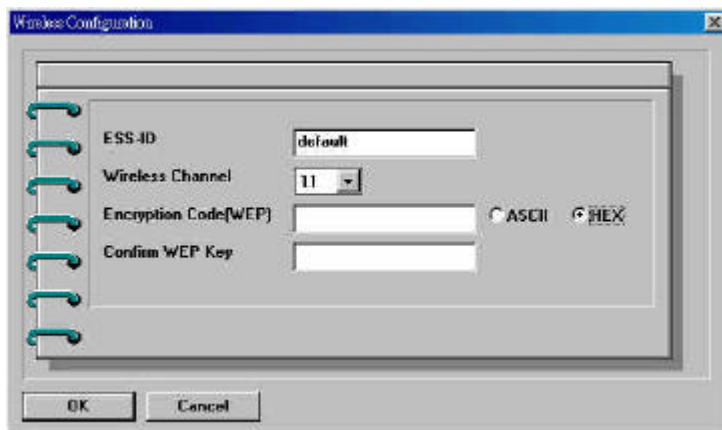 Wireless Configuration
ESS-ID
default
Wireless Channel
11
Encryption Code(WEP)
ASCII
HEX
Confirm WEP Key
OK
Cancel